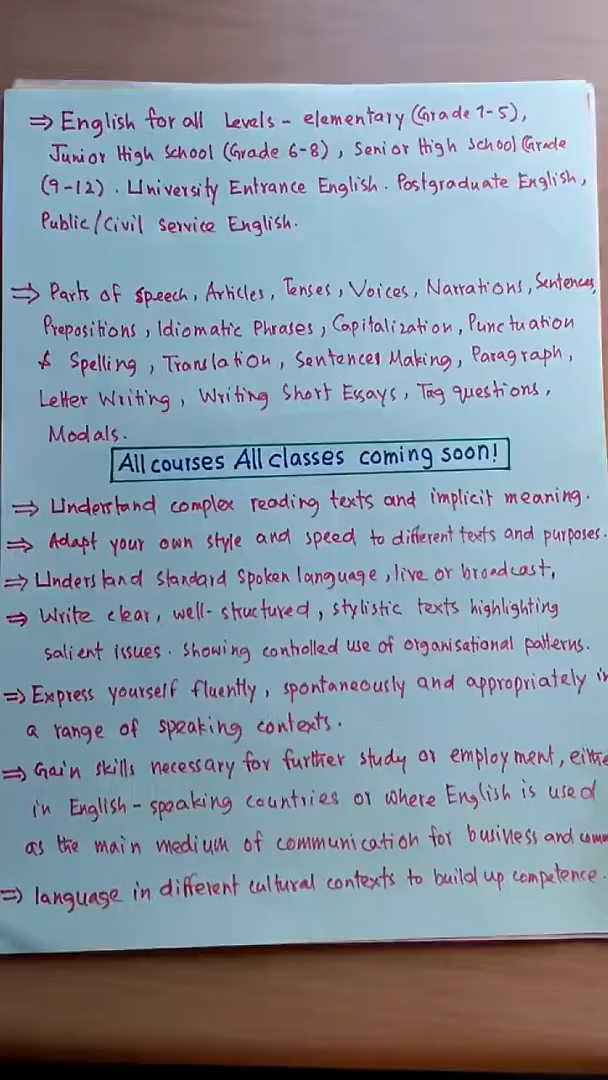 ⇒ English for all Levels - elementary (Grade 1-5),
Junior High School (Grade 6-8), Senior High School (Grade
(9-12). University Entrance English. Postgraduate English,
Public/Civil Service English.
⇒ Parts of Speech, Articles, Tenses, Voices, Narrations, Sentences,
Prepositions, Idiomatic Phrases, Capitalization, Punctuation
& Spelling, Translation, Sentences Making, Paragraph,
Letter Writing, Writing Short Essays, Tag questions,
Modals.
All courses All classes coming soon!
⇒ Understand complex reading texts and implicit meaning.
⇒ Adapt your own style and speed to different texts and purposes.
⇒ Understand standard spoken language, live or broadcast,
⇒ Write clear, well-structured, stylistic texts highlighting
salient issues. Showing controlled use of organisational patterns.
⇒ Express yourself fluently, spontaneously and appropriately in
a range of speaking contexts.
⇒ Gain skills necessary for further study or employment,
in English-speaking countries or where English is used
as the main medium of communication for business and
⇒ language in different cultural contexts to build up competence.